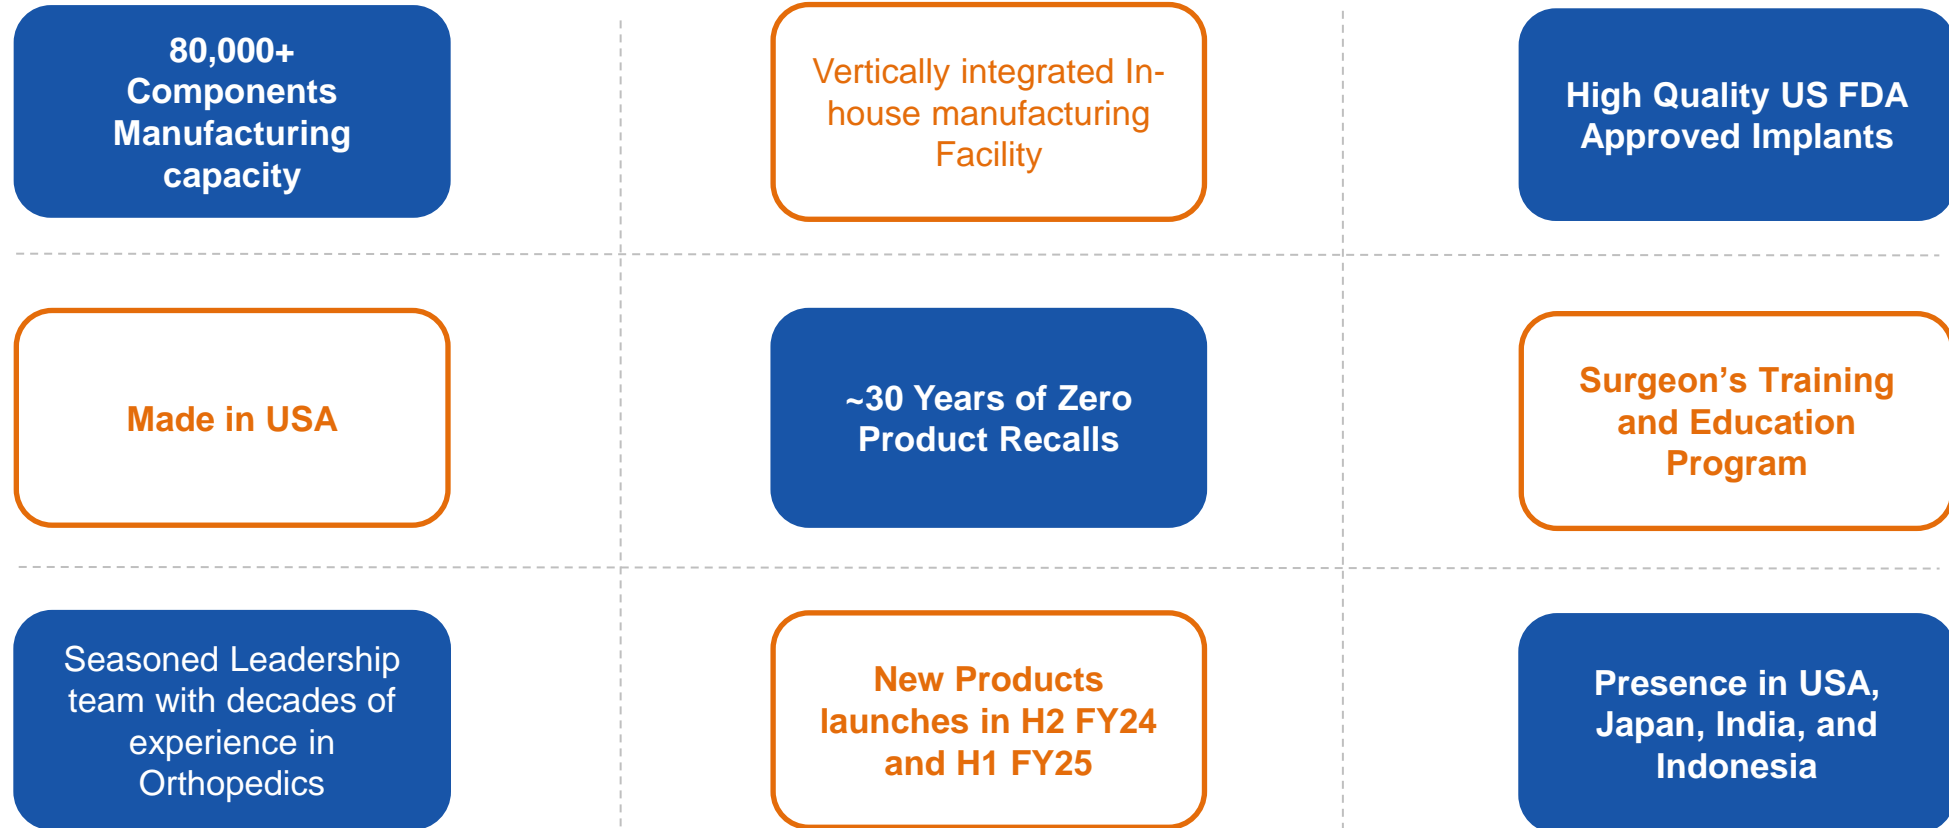 80,000+
Components
Manufacturing
capacity
Vertically integrated In-
house manufacturing
Facility
High Quality US FDA
Approved Implants
Made in USA
~30 Years of Zero
Product Recalls
Surgeon’s Training
and Education
Program
Seasoned Leadership
team with decades of
experience in
Orthopedics
New Products
launches in H2 FY24
and H1 FY25
Presence in USA,
Japan, India, and
Indonesia